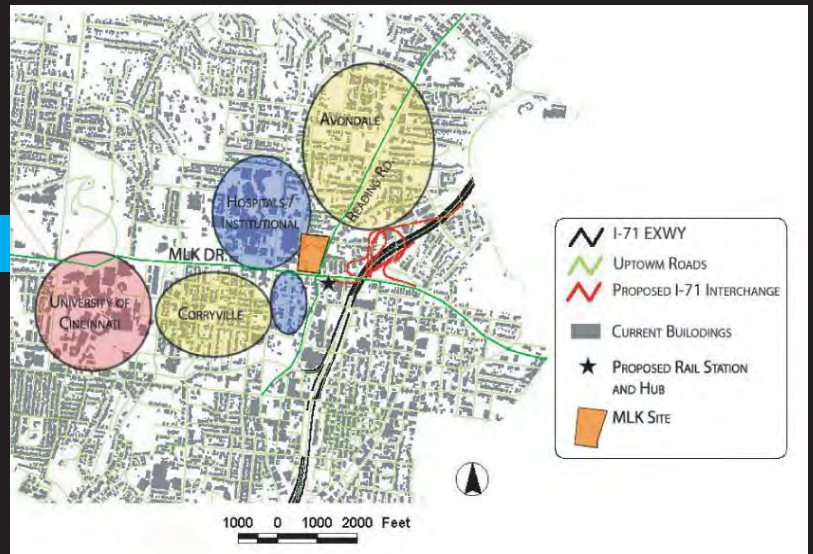 AVONDALE
READING RD.
HOSPITALS /
INSTITUTIONAL
MLK DR.
UNIVERSITY OF
CINCINNATI
CORRYVILLE
I-71 EXWY
UPTOWM ROADS
PROPOSED I-71 INTERCHANGE
CURRENT BUILODINGS
PROPOSED RAIL STATION
AND HUB
MLK SITE
1000 0 1000 2000 Feet